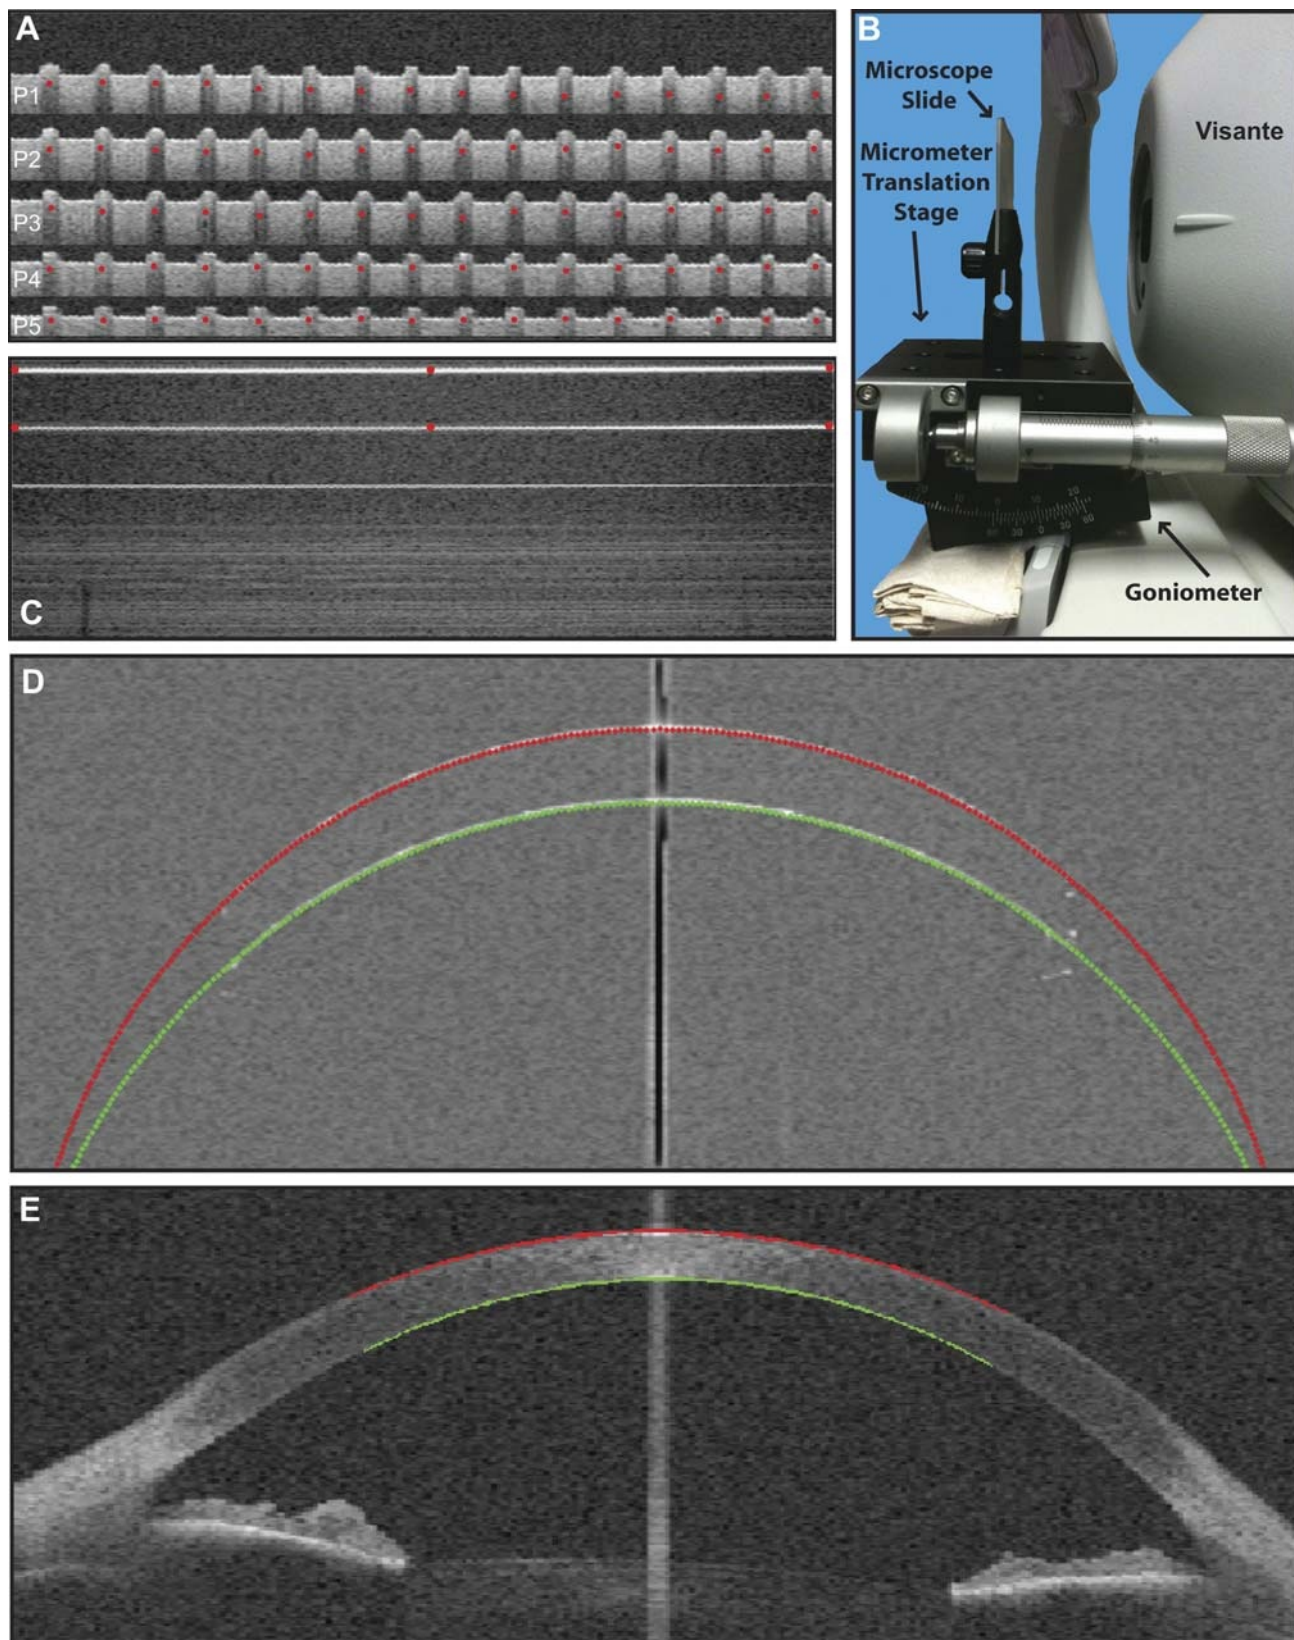 A
P1
P2
P3
P4
P5
B
Microscope
Slide
Micrometer
Translation
Stage
Visante
Goniometer
C
D
E